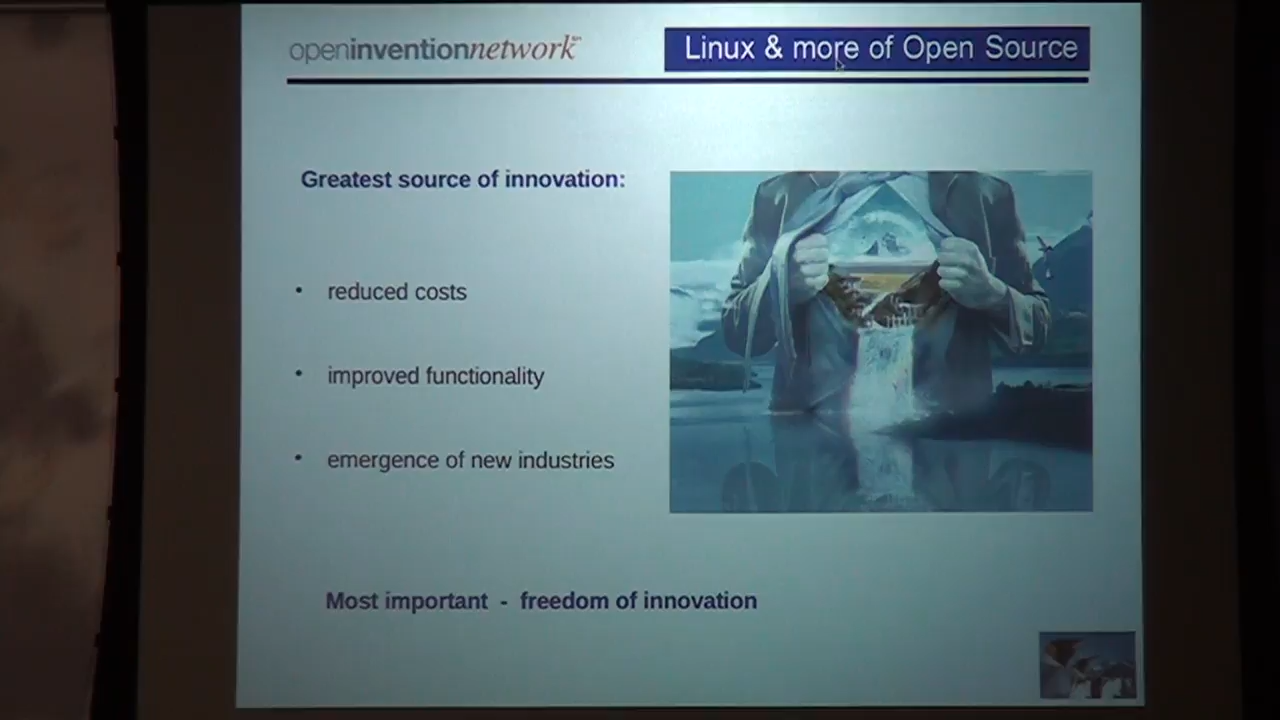 openinventionnetwork
Linux & more of Open Source
Greatest source of innovation:
• reduced costs
• improved functionality
• emergence of new industries
Most important - freedom of innovation